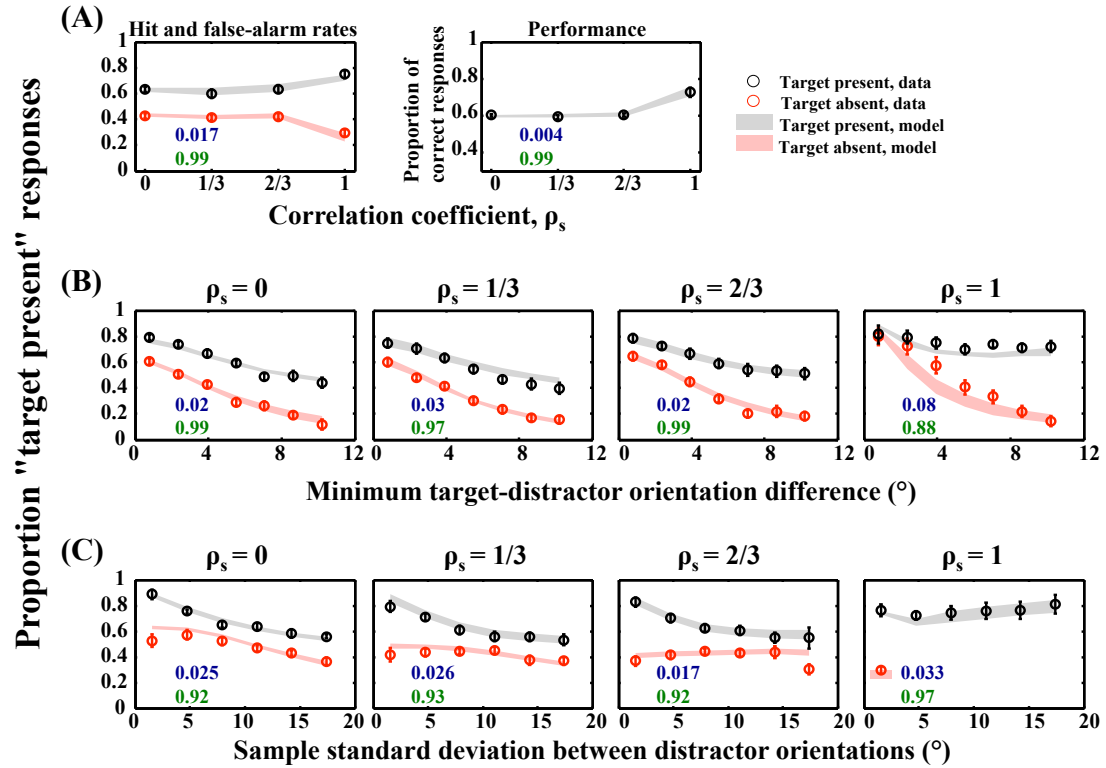 (A)
Hit and false-alarm rates
Performance
Proportion "target present" responses
1
0.8
0.6
0.4
0.2
0
0.017
0.99
0 1/3 2/3 1
Proportion of
correct responses
1
0.8
0.6
0.4
0.004
0.99
0 1/3 2/3 1
Correlation coefficient, ρs
Target present, data
Target absent, data
Target present, model
Target absent, model
(B)
ρs = 0
ρs = 1/3
ρs = 2/3
ρs = 1
1
0.8
0.6
0.4
0.2
0
0.02
0.99
0.03
0.97
0.02
0.99
0.08
0.88
0 4 8 12
0 4 8 12
0 4 8 12
0 4 8 12
Minimum target-distractor orientation difference (°)
(C)
ρs = 0
ρs = 1/3
ρs = 2/3
ρs = 1
1
0.8
0.6
0.4
0.2
0
0.025
0.92
0.026
0.93
0.017
0.92
0.033
0.97
0 5 10 15 20
0 5 10 15 20
0 5 10 15 20
0 5 10 15 20
Sample standard deviation between distractor orientations (°)